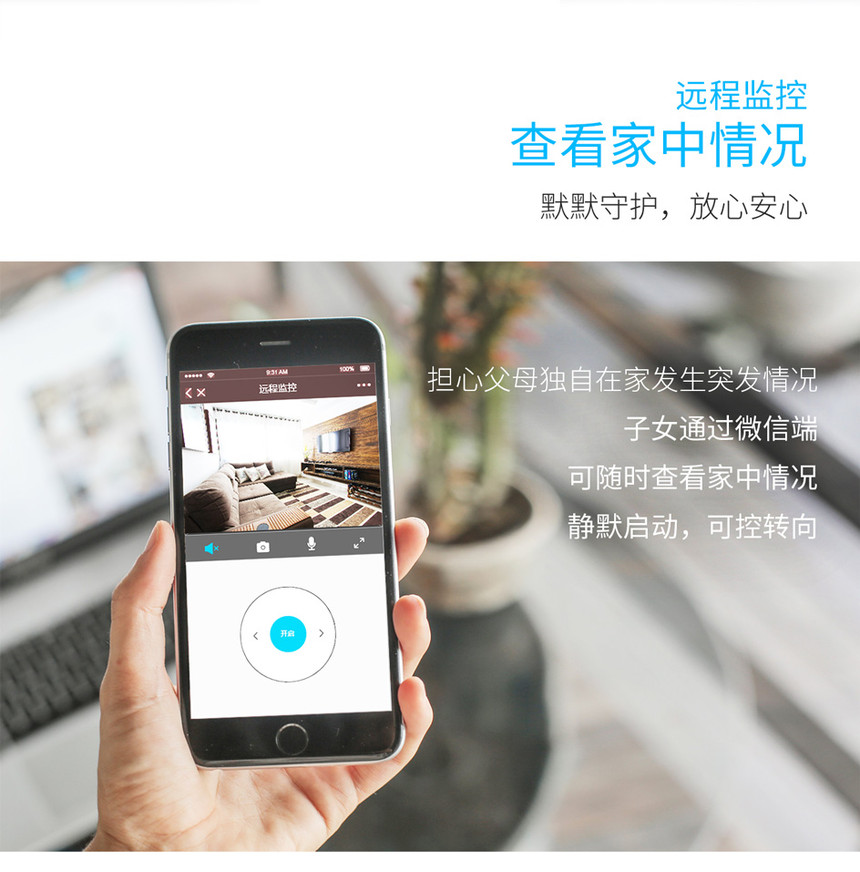 远程监控
查看家中情况
默默守护，放心安心
9:31 AM
100%
远程监控
担心父母独自在家发生突发情况
子女通过微信端
可随时查看家中情况
静默启动，可控转向
开启